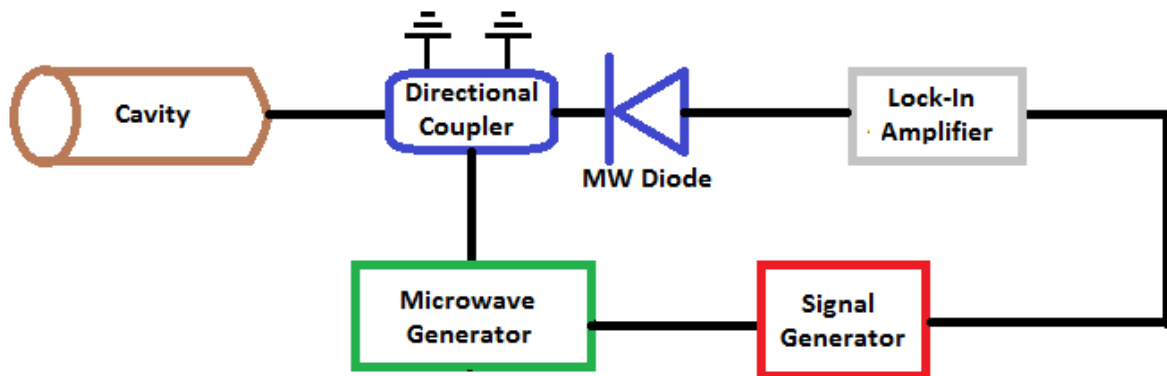 Cavity
Directional
Coupler
MW Diode
Lock-In
Amplifier
Microwave
Generator
Signal
Generator